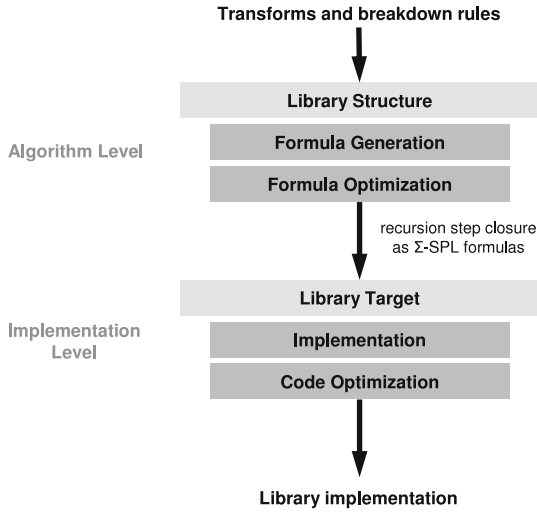 Transforms and breakdown rules
Library Structure
Algorithm Level
Formula Generation
Formula Optimization
recursion step closure
as Σ-SPL formulas
Library Target
Implementation
Level
Implementation
Code Optimization
Library implementation